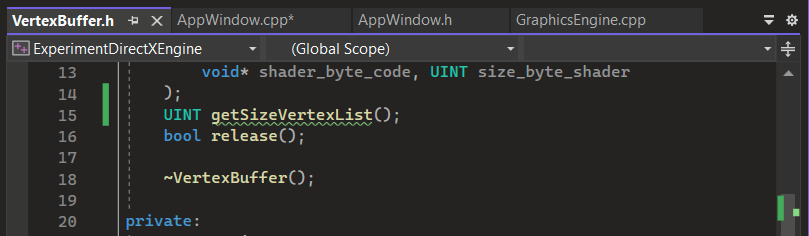 VertexBuffer.h AppWindow.cpp* AppWindow.h GraphicsEngine.cpp
ExperimentDirectXEngine (Global Scope)
13 void* shader_byte_code, UINT size_byte_shader
14 );
15 UINT getSizeVertexList();
16 bool release();
17
18 ~VertexBuffer();
19
20 private: